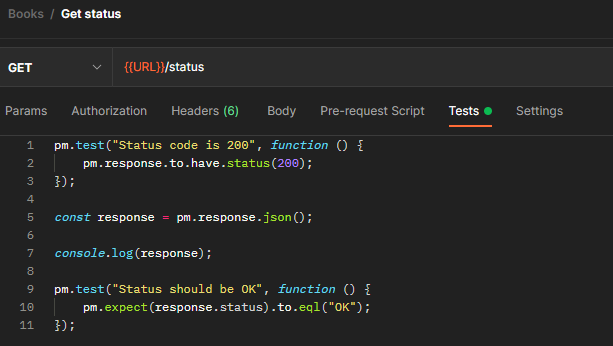 Books / Get status
GET {{URL}}/status
Params Authorization Headers (6) Body Pre-request Script Tests Settings
1 pm.test("Status code is 200", function () {
2 pm.response.to.have.status(200);
3 });
4
5 const response = pm.response.json();
6
7 console.log(response);
8
9 pm.test("Status should be OK", function () {
10 pm.expect(response.status).to.eql("OK");
11 });